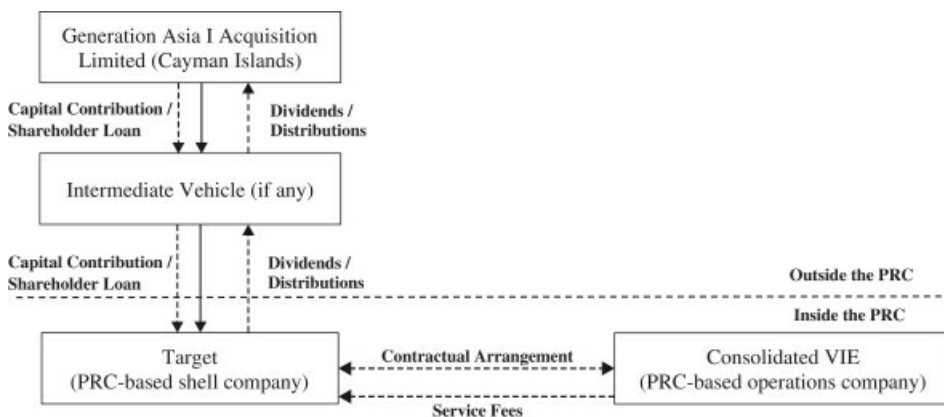 Generation Asia I Acquisition
Limited (Cayman Islands)
Capital Contribution /
Shareholder Loan
Dividends /
Distributions
Intermediate Vehicle (if any)
Capital Contribution /
Shareholder Loan
Dividends /
Distributions
Outside the PRC
Inside the PRC
Target
(PRC-based shell company)
Contractual Arrangement
Consolidated VIE
(PRC-based operations company)
Service Fees